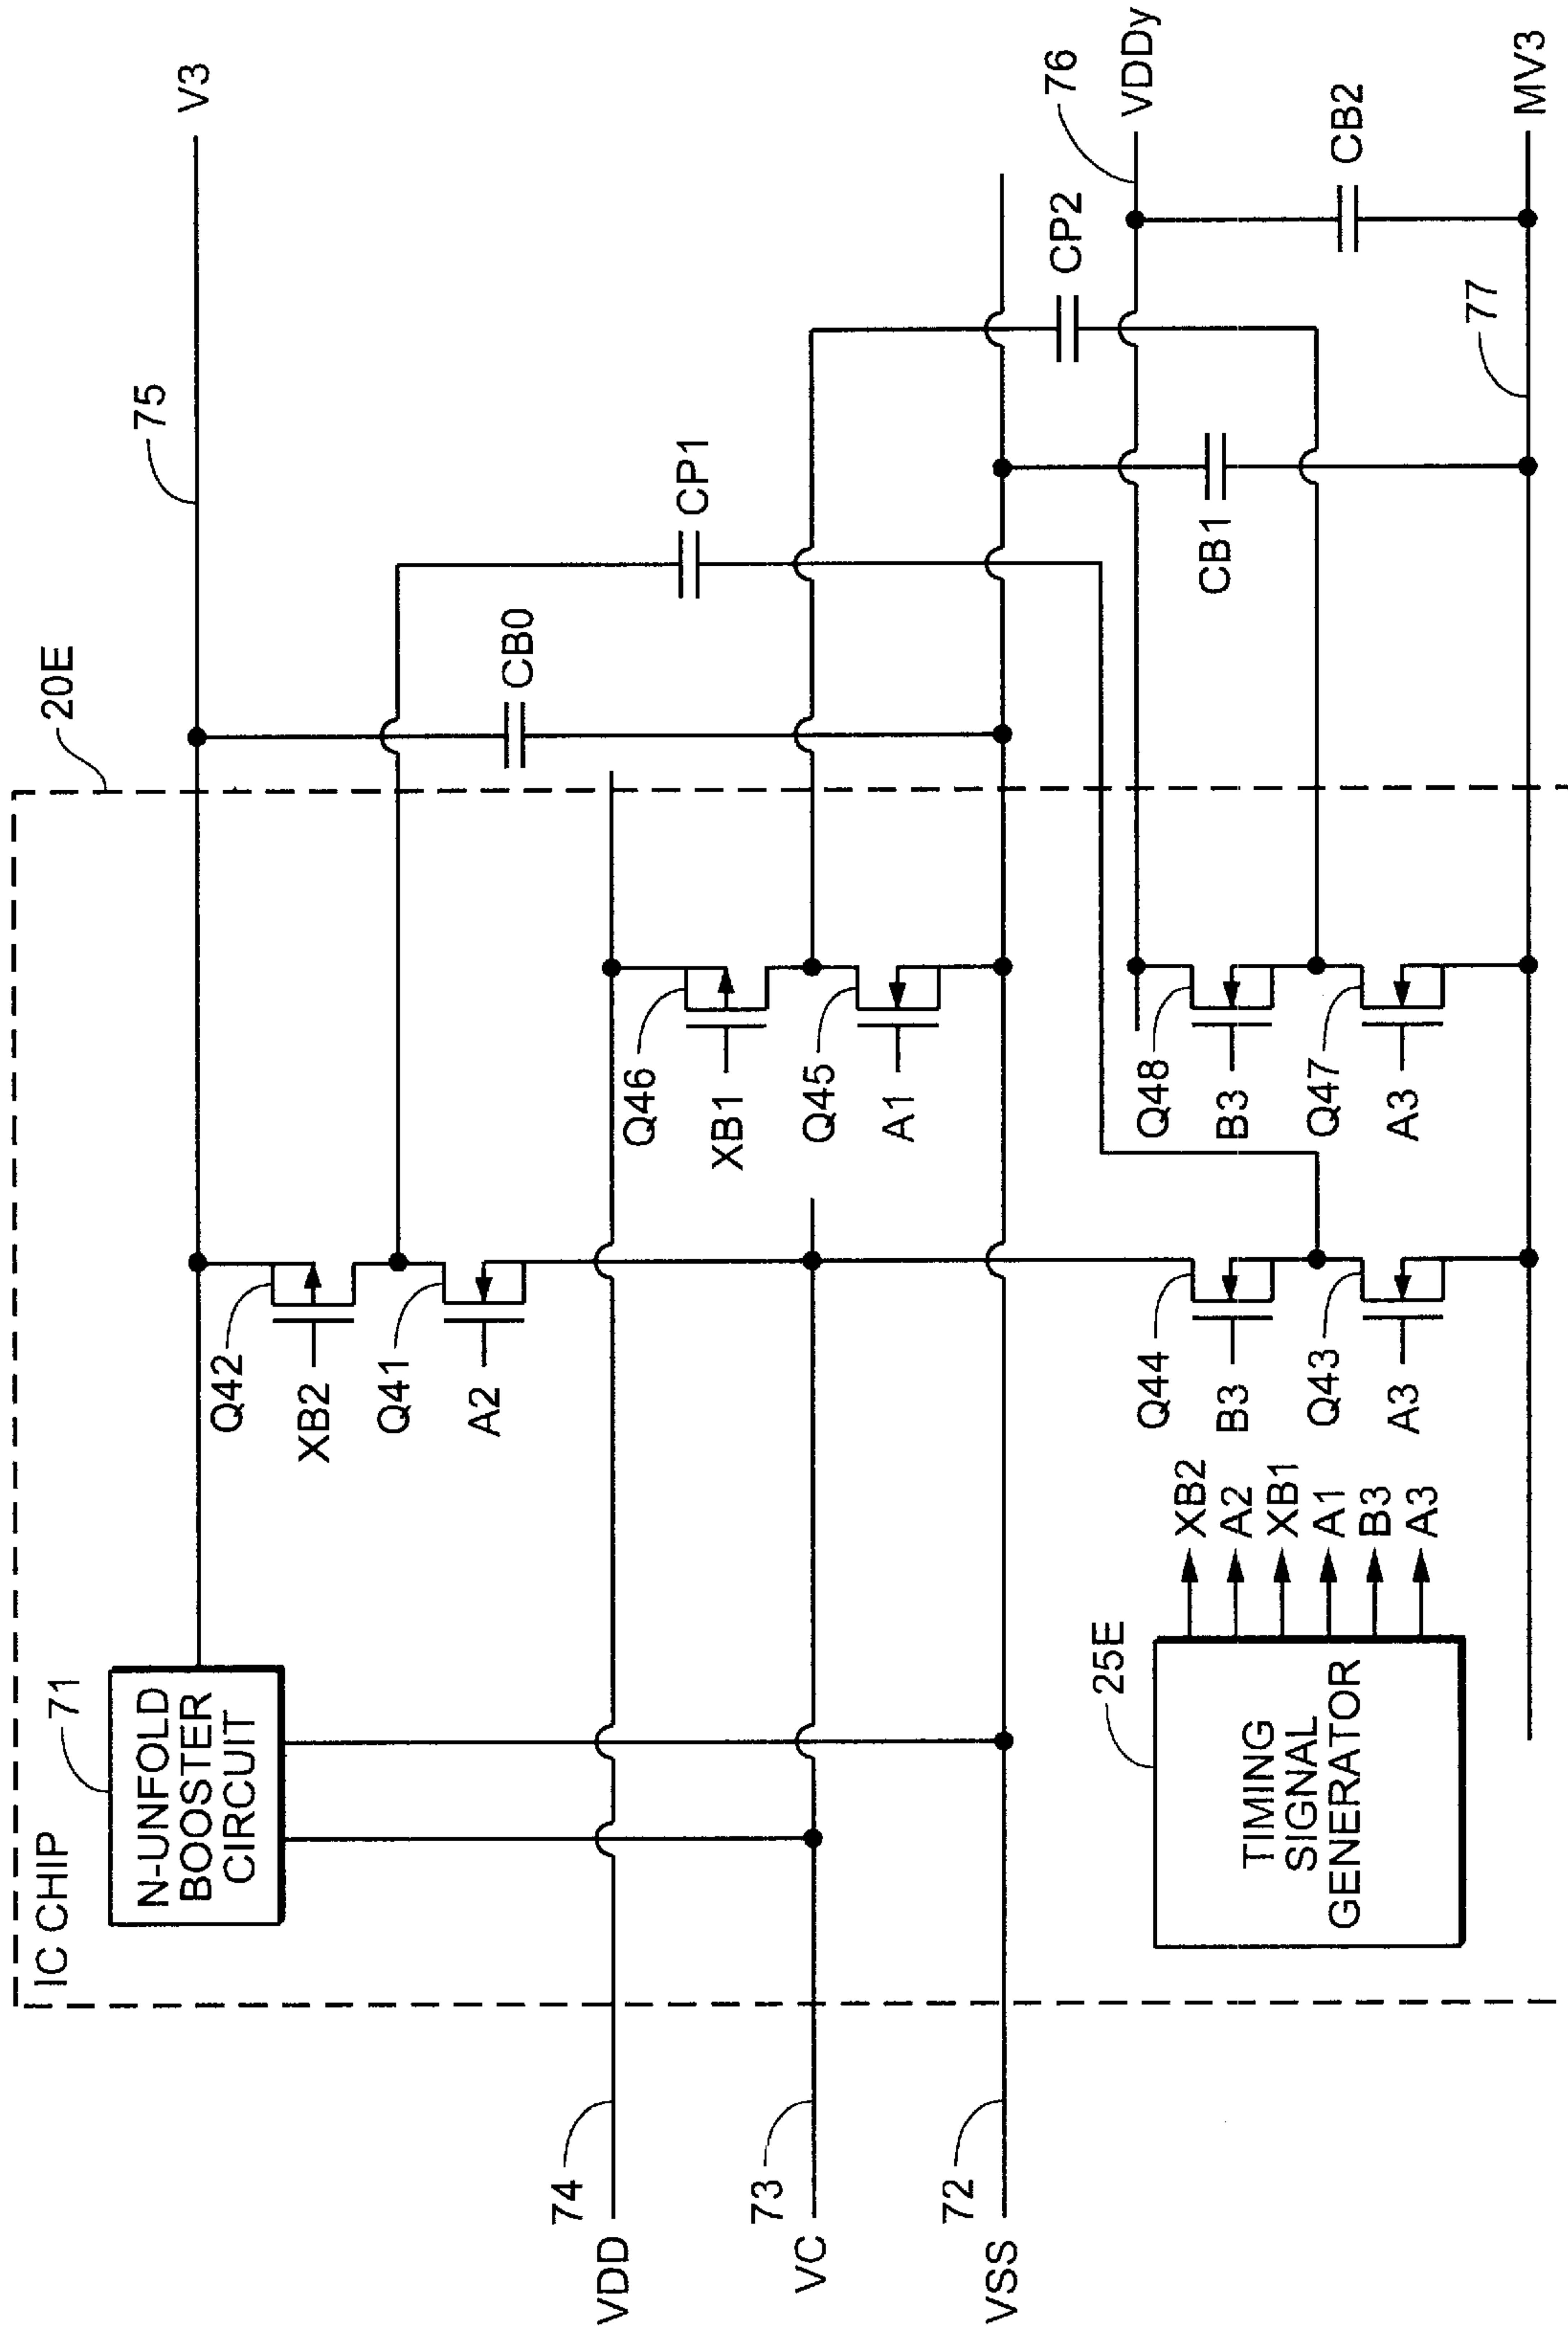 IC CHIP
20E
71
N-UNFOLD
BOOSTER
CIRCUIT
75
V3
Q42
XB2
Q41
A2
CB0
CP1
74
VDD
Q46
XB1
Q45
A1
73
VC
72
VSS
CP2
76
VDDy
CB1
CB2
25E
TIMING
SIGNAL
GENERATOR
XB2
A2
XB1
A1
B3
A3
Q44
B3
Q43
A3
Q48
B3
Q47
A3
77
MV3